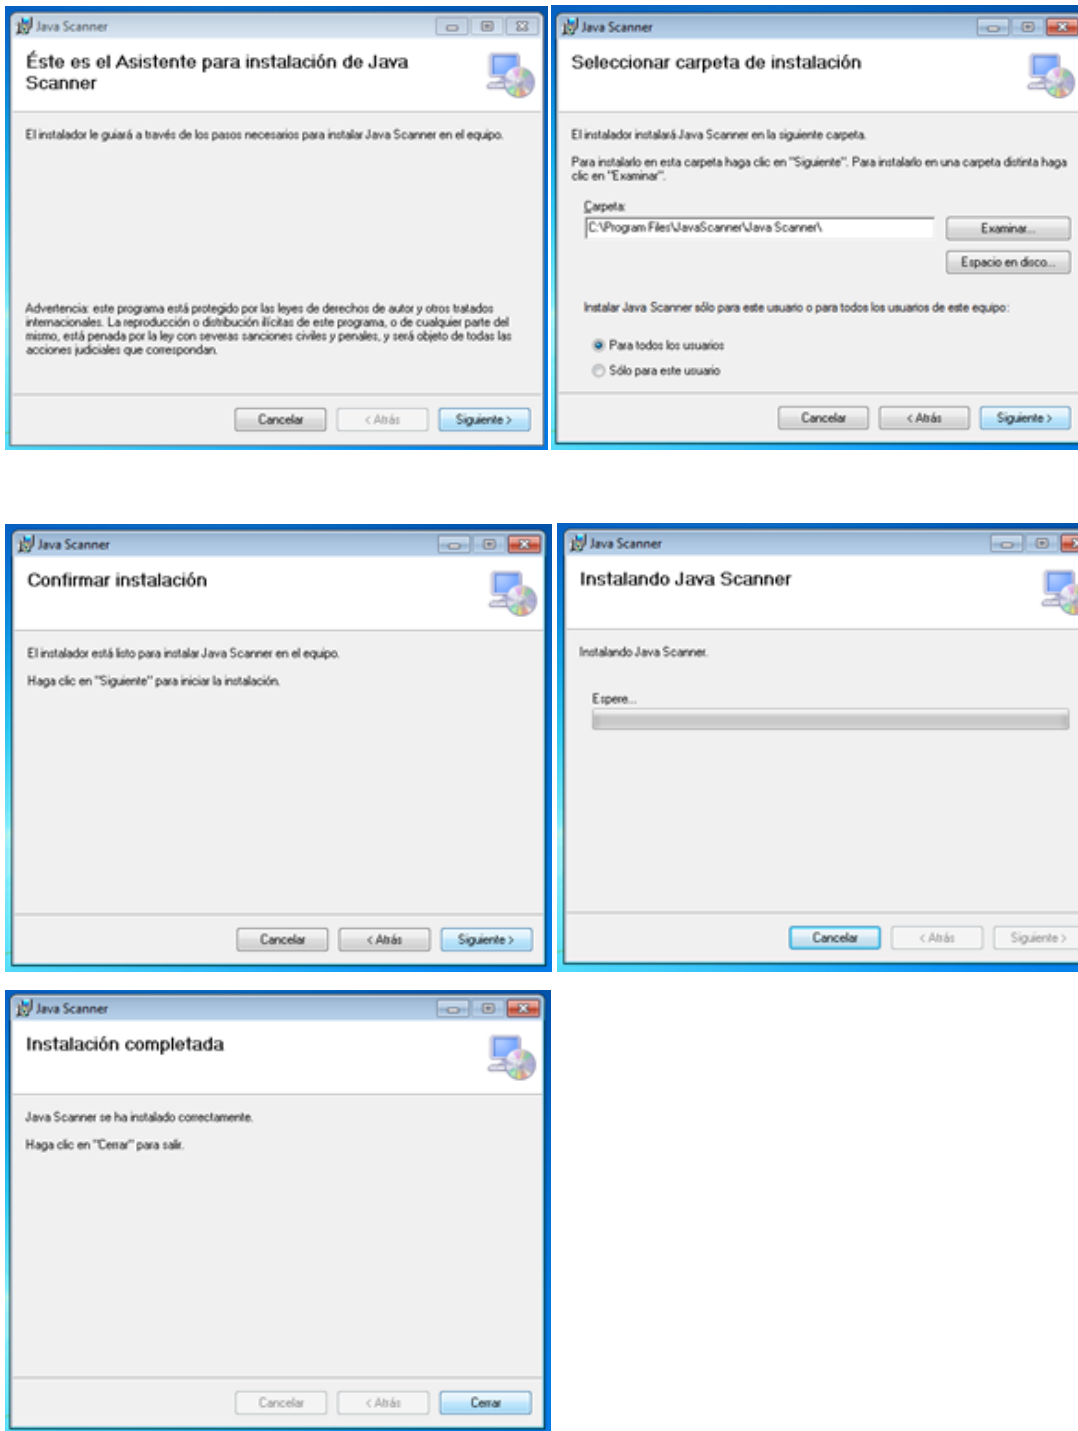 Java Scanner
Éste es el Asistente para instalación de Java
Scanner
El instalador le guiará a través de los pasos necesarios para instalar Java Scanner en el equipo.
Advertencia: este programa está protegido por las leyes de derechos de autor y otros tratados
internacionales. La reproducción o distribución ilícitas de este programa, o de cualquier parte del
mismo, está penada por la ley con severas sanciones civiles y penales, y será objeto de todas las
acciones judiciales que correspondan.
Cancelar
< Atrás
Siguiente >
Java Scanner
Seleccionar carpeta de instalación
El instalador instalará Java Scanner en la siguiente carpeta.
Para instalarlo en esta carpeta haga clic en "Siguiente". Para instalarlo en una carpeta distinta haga
clic en "Examinar".
Carpeta:
C:\Program Files\JavaScanner\Java Scanner\
Examinar...
Espacio en disco...
Instalar Java Scanner sólo para este usuario o para todos los usuarios de este equipo:
Para todos los usuarios
Sólo para este usuario
Cancelar
< Atrás
Siguiente >
Java Scanner
Confirmar instalación
El instalador está listo para instalar Java Scanner en el equipo.
Haga clic en "Siguiente" para iniciar la instalación.
Cancelar
< Atrás
Siguiente >
Java Scanner
Instalando Java Scanner
Instalando Java Scanner.
Espere...
Cancelar
< Atrás
Siguiente >
Java Scanner
Instalación completada
Java Scanner se ha instalado correctamente.
Haga clic en "Cerrar" para salir.
Cancelar
< Atrás
Cerrar